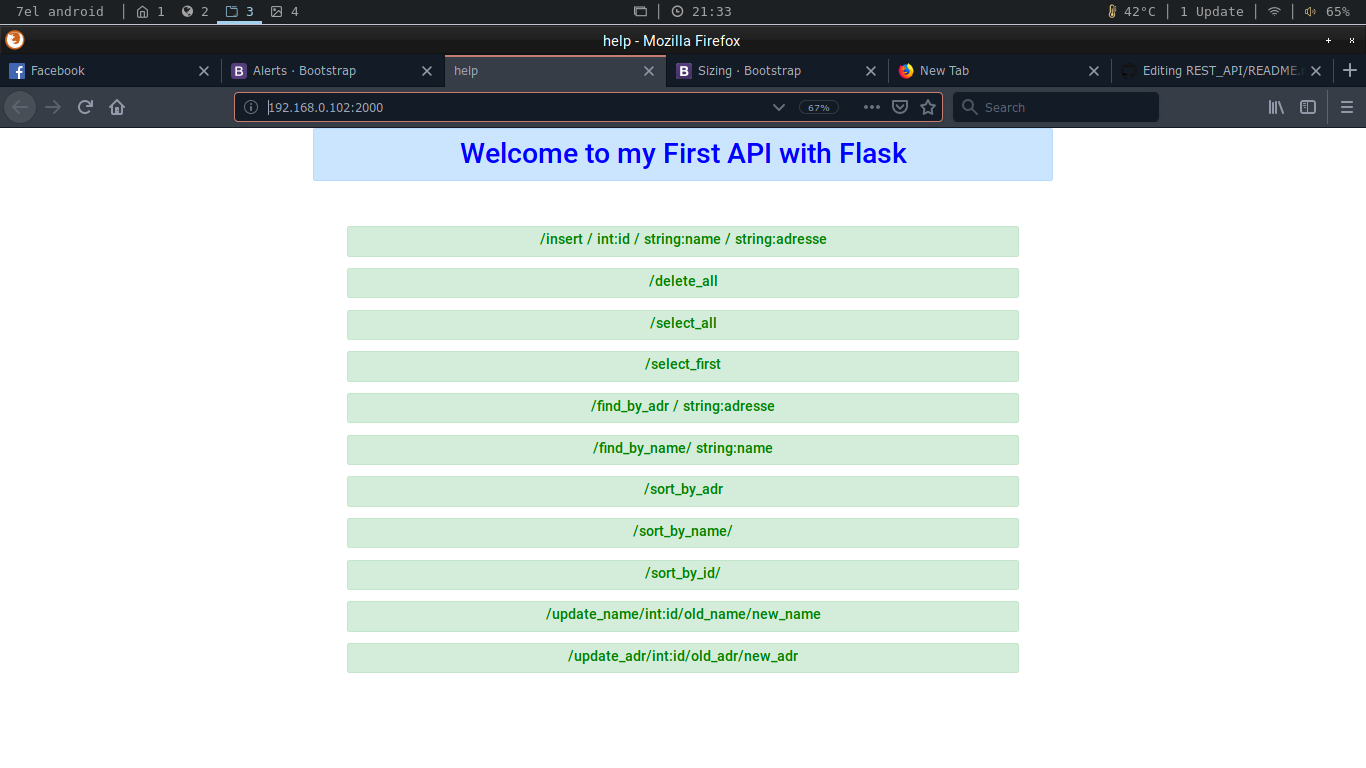 7el android 1 2 3 4 21:33 42°C 1 Update 65%
help - Mozilla Firefox
Facebook Alerts · Bootstrap help Sizing · Bootstrap New Tab Editing REST_API/README.
192.168.0.102:2000 67% Search
Welcome to my First API with Flask
/insert / int:id / string:name / string:adresse
/delete_all
/select_all
/select_first
/find_by_adr / string:adresse
/find_by_name/ string:name
/sort_by_adr
/sort_by_name/
/sort_by_id/
/update_name/int:id/old_name/new_name
/update_adr/int:id/old_adr/new_adr